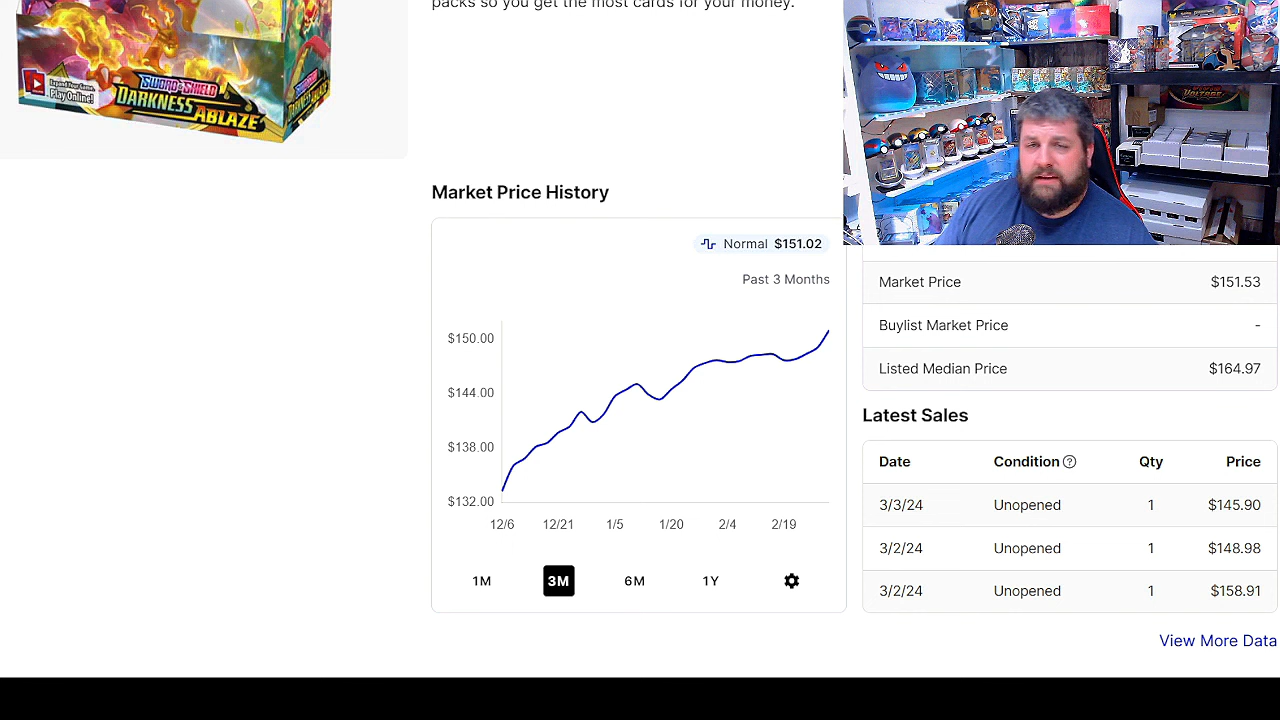 packs so you get the most cards for your money.
Expand Your Game.
Play Online!
SWORD & SHIELD
DARKNESS
ABLAZE
DARKNESS
ABLAZE
VOLTAGE
Market Price History
Normal $151.02
Past 3 Months
$150.00
$144.00
$138.00
$132.00
12/6 12/21 1/5 1/20 2/4 2/19
1M 3M 6M 1Y
Market Price $151.53
Buylist Market Price -
Listed Median Price $164.97
Latest Sales
Date Condition ? Qty Price
3/3/24 Unopened 1 $145.90
3/2/24 Unopened 1 $148.98
3/2/24 Unopened 1 $158.91
View More Data